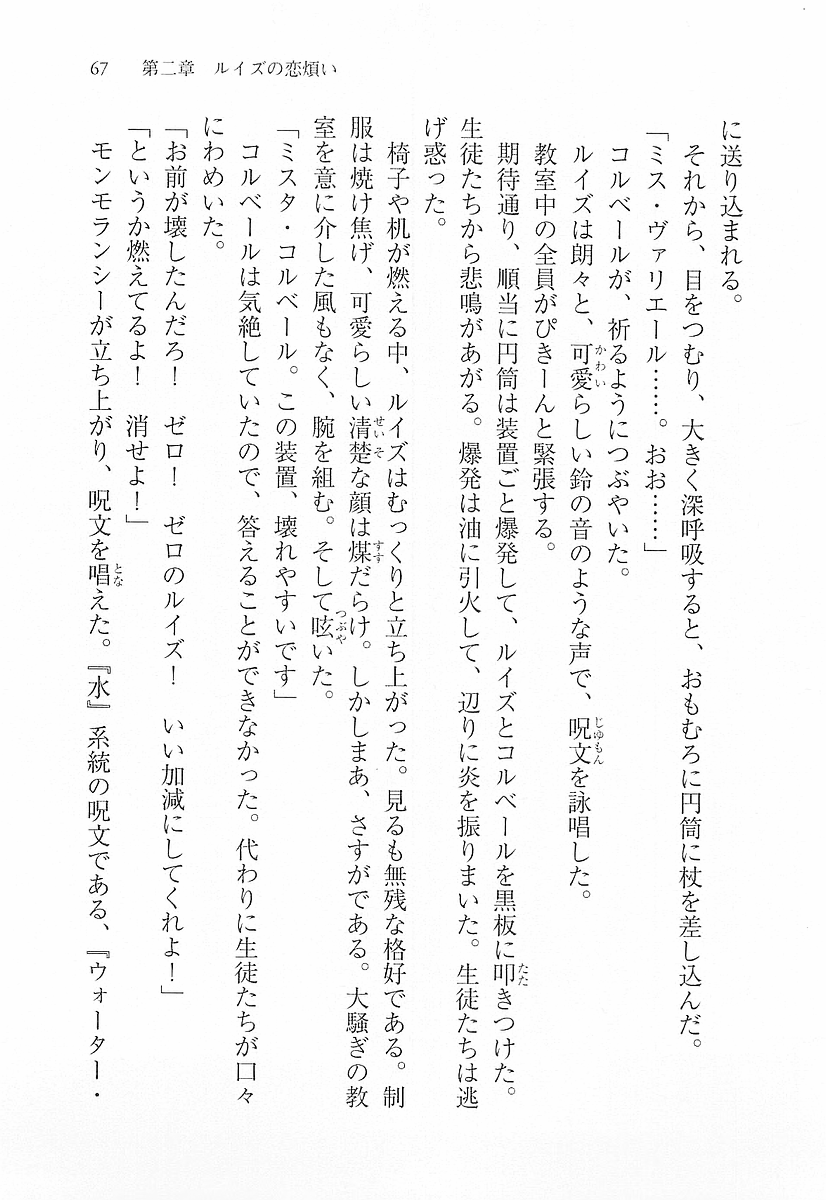 67　第二章　ルイズの恋煩い
に送り込まれる。
　それから、目をつむり、大きく深呼吸すると、おもむろに円筒に杖を差し込んだ。
「ミス・ヴァリエール……。おお……」
　コルベールが、祈るようにつぶやいた。
　ルイズは朗々と、可愛らしい鈴の音のような声で、呪文を詠唱した。
　教室中の全員がぴきーんと緊張する。
　期待通り、順当に円筒は装置ごと爆発して、ルイズとコルベールを黒板に叩きつけた。
生徒たちから悲鳴があがる。爆発は油に引火して、辺りに炎を振りまいた。生徒たちは逃
げ惑った。
　椅子や机が燃える中、ルイズはむっくりと立ち上がった。見るも無残な格好である。制
服は焼け焦げ、可愛らしい清楚な顔は煤だらけ。しかしまあ、さすがである。大騒ぎの教
室を意に介した風もなく、腕を組む。そして呟いた。
「ミスタ・コルベール。この装置、壊れやすいです」
　コルベールは気絶していたので、答えることができなかった。代わりに生徒たちが口々
にわめいた。
「お前が壊したんだろ！　ゼロ！　ゼロのルイズ！　いい加減にしてくれよ！」
「というか燃えてるよ！　消せよ！」
　モンモランシーが立ち上がり、呪文を唱えた。『水』系統の呪文である、『ウォーター・